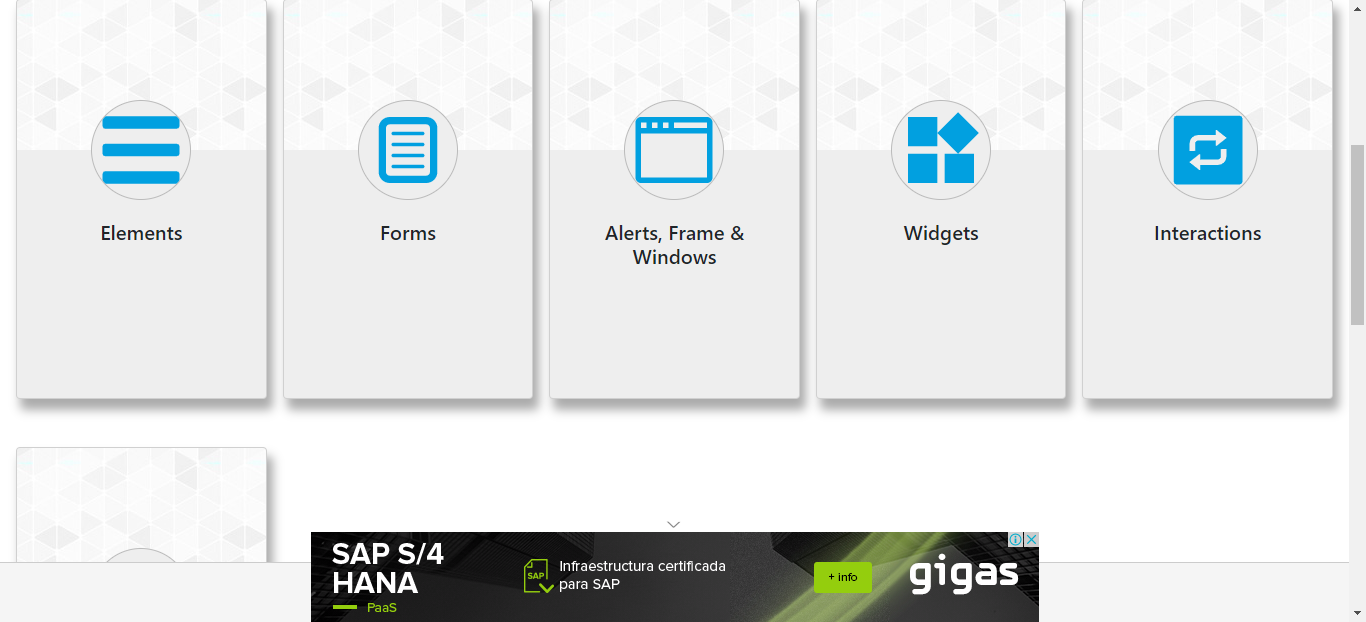 Elements
Forms
Alerts, Frame &
Windows
Widgets
Interactions
SAP S/4
HANA
PaaS
SAP
Infraestructura certificada
para SAP
+ info
gigas